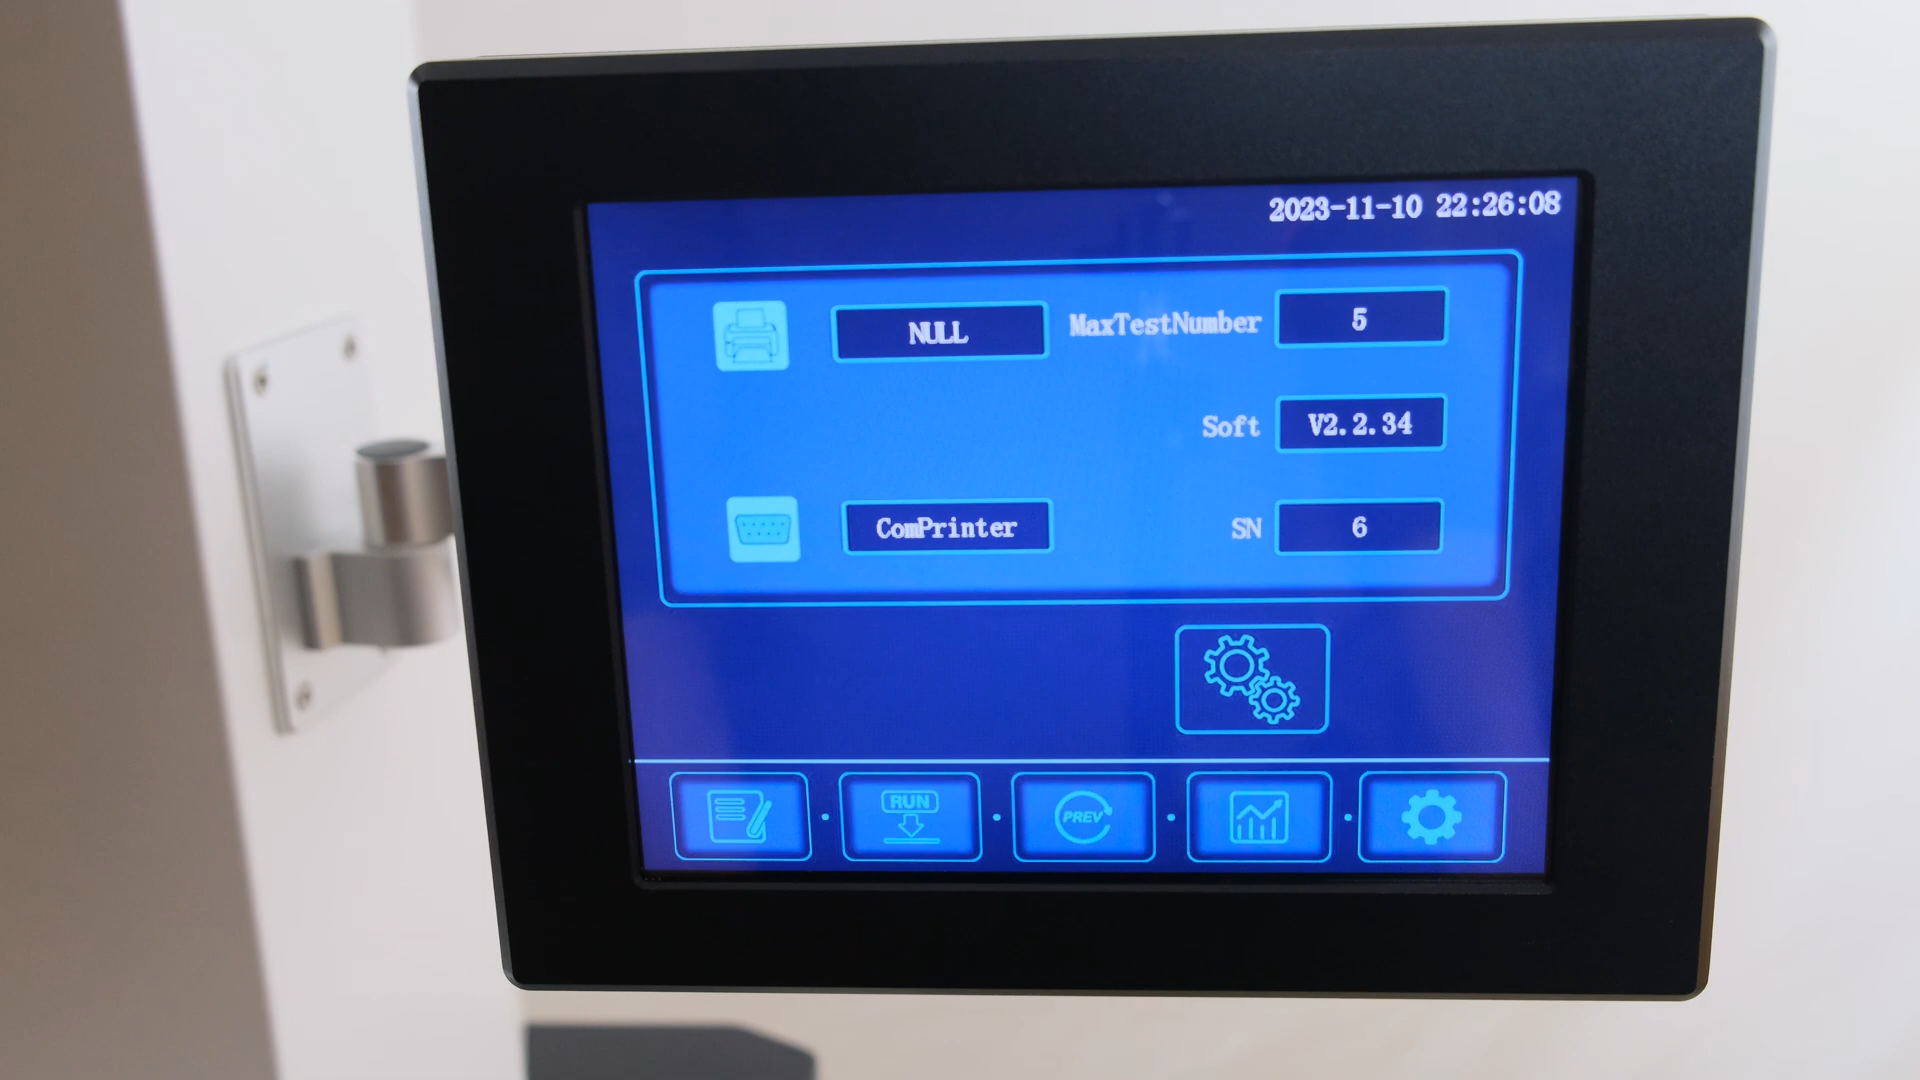 2023-11-10 22:26:08
NULL
MaxTestNumber 5
Soft V2.2.34
ComPrinter
SN 6
RUN
PREV